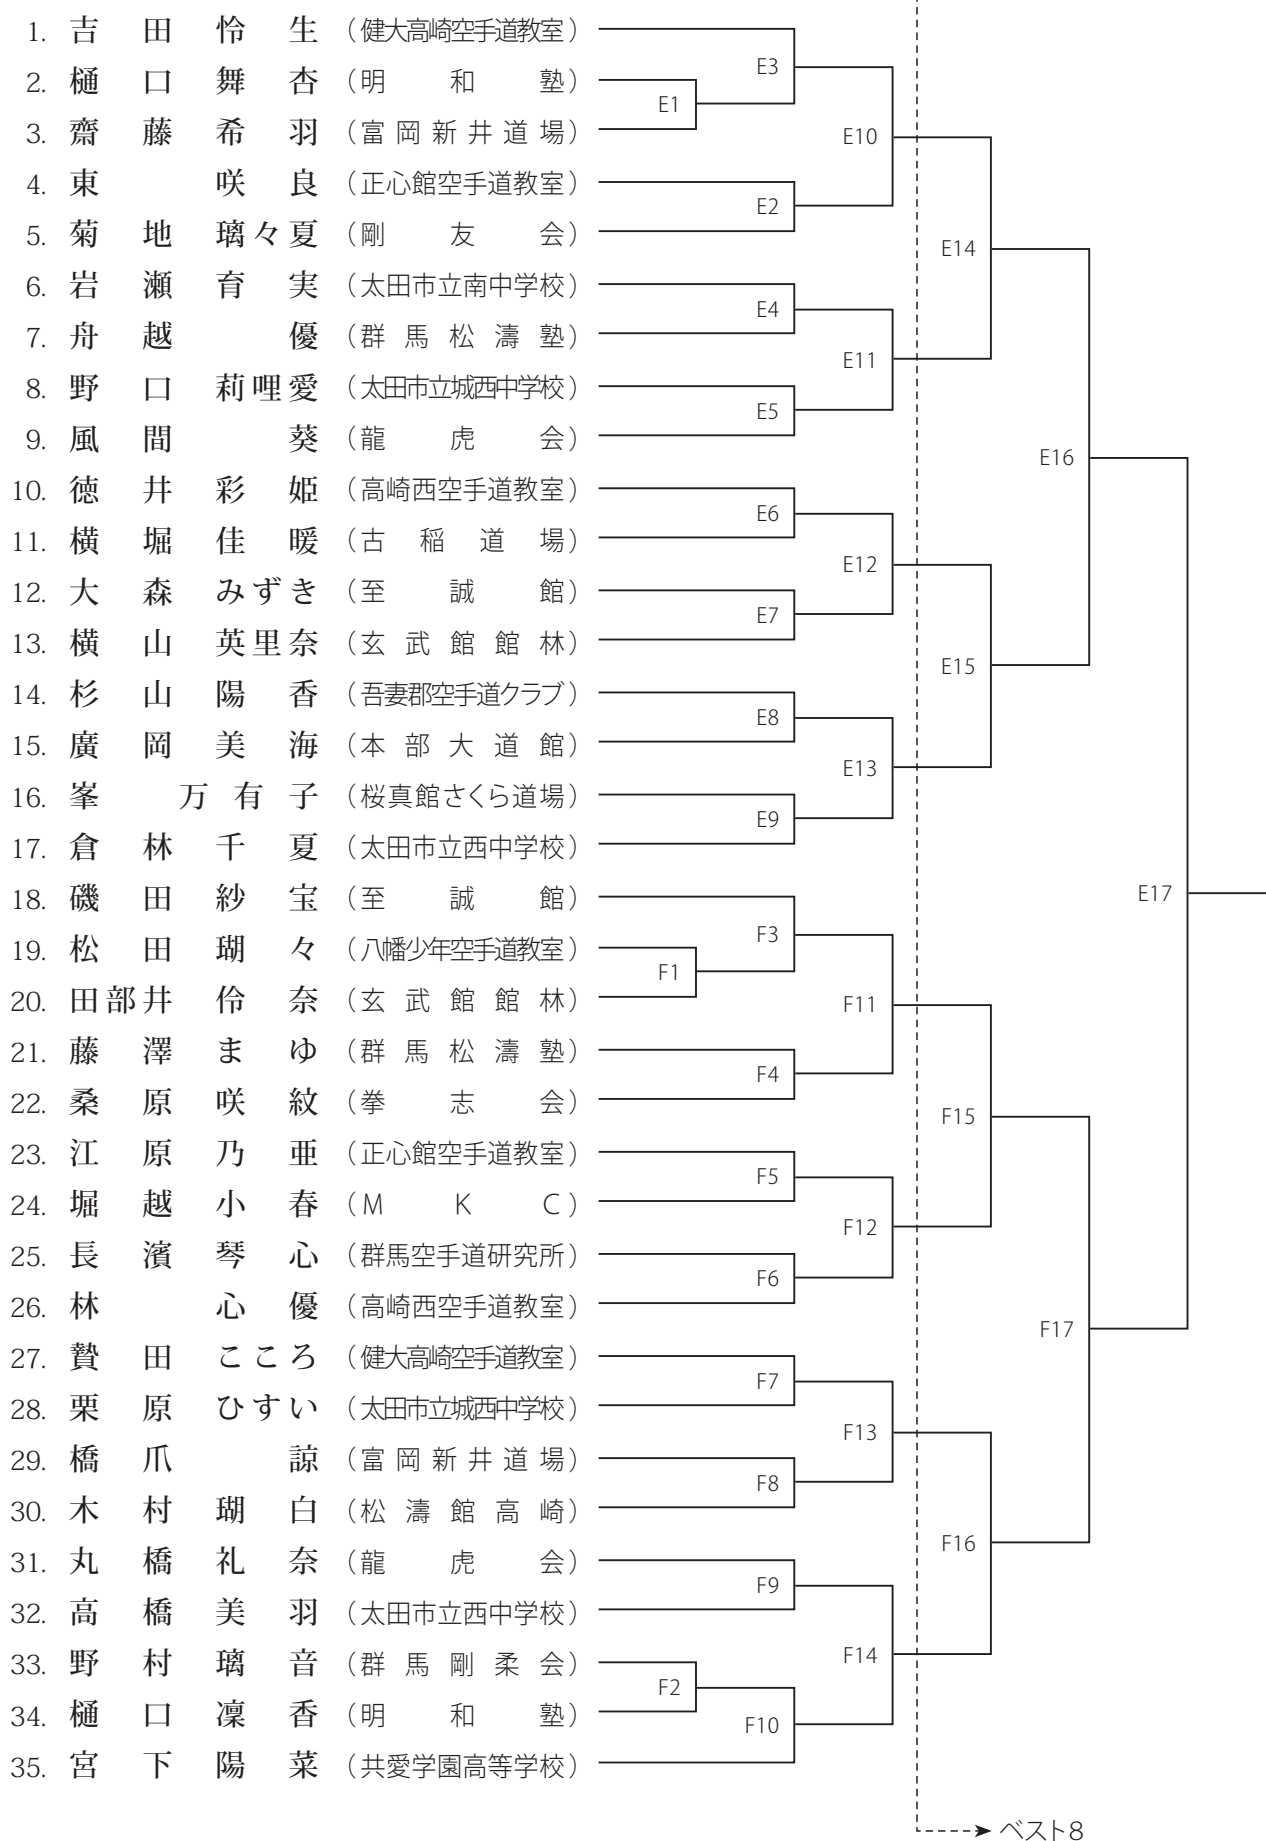 1. 吉田怜生 (健大高崎空手道教室)
2. 樋口舞杏 (明和塾)
3. 齋藤希羽 (富岡新井道場)
4. 東咲良 (正心館空手道教室)
5. 菊地璃々夏 (剛友会)
6. 岩瀬育実 (太田市立南中学校)
7. 舟越優 (群馬松濤塾)
8. 野口莉哩愛 (太田市立城西中学校)
9. 風間葵 (龍虎会)
10. 徳井彩姫 (高崎西空手道教室)
11. 横堀佳暖 (古稲道場)
12. 大森みずき (至誠館)
13. 横山英里奈 (玄武館館林)
14. 杉山陽香 (吾妻郡空手道クラブ)
15. 廣岡美海 (本部大道館)
16. 峯万有子 (桜真館さくら道場)
17. 倉林千夏 (太田市立西中学校)
18. 磯田紗宝 (至誠館)
19. 松田瑚々 (八幡少年空手道教室)
20. 田部井伶奈 (玄武館館林)
21. 藤澤まゆ (群馬松濤塾)
22. 桑原咲紋 (拳志会)
23. 江原乃亜 (正心館空手道教室)
24. 堀越小春 (MKC)
25. 長濱琴心 (群馬空手道研究所)
26. 林心優 (高崎西空手道教室)
27. 贄田こころ (健大高崎空手道教室)
28. 栗原ひすい (太田市立城西中学校)
29. 橋爪諒 (富岡新井道場)
30. 木村瑚白 (松濤館高崎)
31. 丸橋礼奈 (龍虎会)
32. 高橋美羽 (太田市立西中学校)
33. 野村璃音 (群馬剛柔会)
34. 樋口凜香 (明和塾)
35. 宮下陽菜 (共愛学園高等学校)
E1
F1
F2
E3
E2
E4
E5
E6
E7
E8
E9
F3
F4
F5
F6
F7
F8
F9
F10
E10
E11
E12
E13
F11
F12
F13
F14
E14
E15
F15
F16
E16
F17
E17
ベスト8